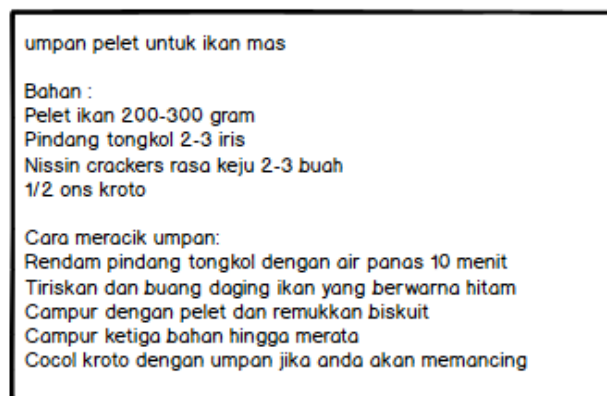 umpan pelet untuk ikan mas
Bahan :
Pelet ikan 200-300 gram
Pindang tongkol 2-3 iris
Nissin crackers rasa keju 2-3 buah
1/2 ons kroto
Cara meracik umpan:
Rendam pindang tongkol dengan air panas 10 menit
Tiriskan dan buang daging ikan yang berwarna hitam
Campur dengan pelet dan remukkan biskuit
Campur ketiga bahan hingga merata
Cocol kroto dengan umpan jika anda akan memancing